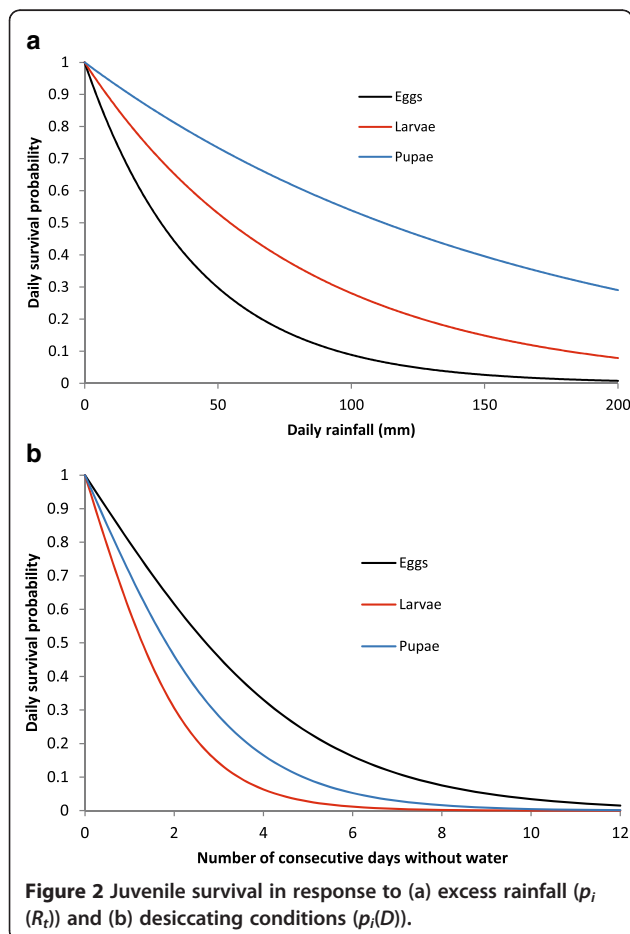 a
1
0.9
0.8
0.7
0.6
0.5
0.4
0.3
0.2
0.1
0
Daily survival probability
Eggs
Larvae
Pupae
0 50 100 150 200
Daily rainfall (mm)
b
1
0.9
0.8
0.7
0.6
0.5
0.4
0.3
0.2
0.1
0
Daily survival probability
Eggs
Larvae
Pupae
0 2 4 6 8 10 12
Number of consecutive days without water
Figure 2 Juvenile survival in response to (a) excess rainfall (pi
(Rt)) and (b) desiccating conditions (pi(D)).